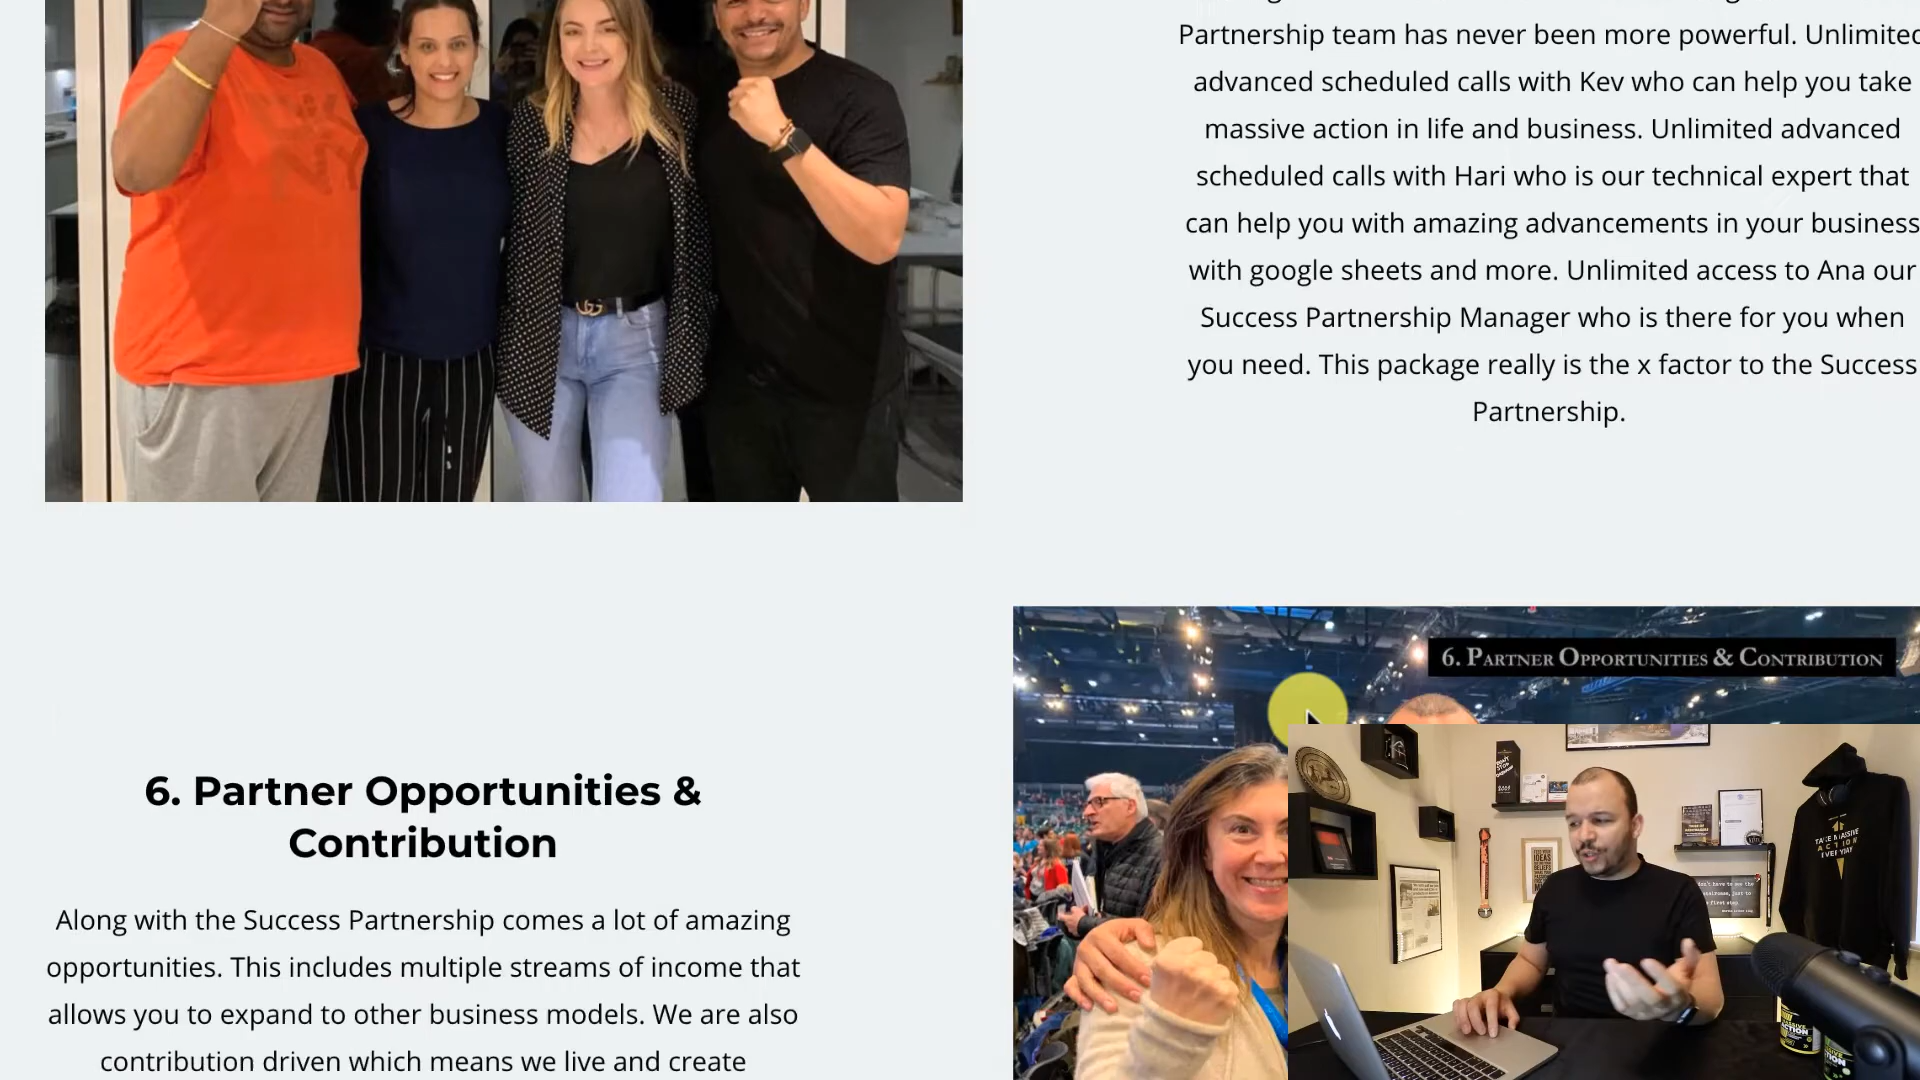 Partnership team has never been more powerful. Unlimited
advanced scheduled calls with Kev who can help you take
massive action in life and business. Unlimited advanced
scheduled calls with Hari who is our technical expert that
can help you with amazing advancements in your business
with google sheets and more. Unlimited access to Ana our
Success Partnership Manager who is there for you when
you need. This package really is the x factor to the Success
Partnership.
6. PARTNER OPPORTUNITIES & CONTRIBUTION
6. Partner Opportunities &
Contribution
Along with the Success Partnership comes a lot of amazing
opportunities. This includes multiple streams of income that
allows you to expand to other business models. We are also
contribution driven which means we live and create
TAKE MASSIVE
ACTION
EVERYDAY